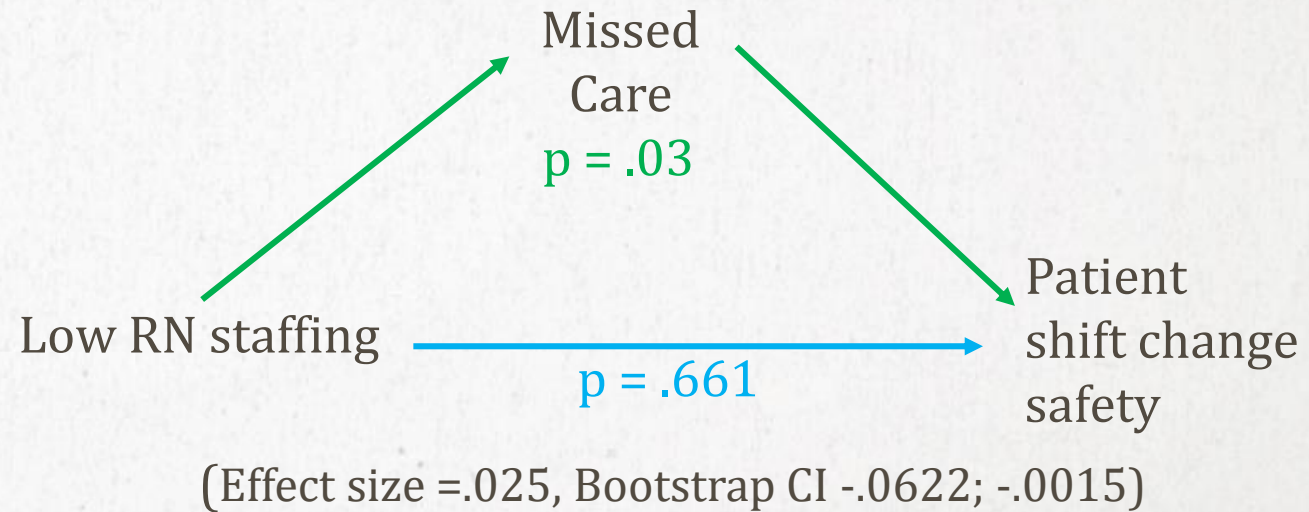 Missed
Care
p = .03
Low RN staffing
p = .661
Patient
shift change
safety
(Effect size =.025, Bootstrap CI -.0622; -.0015)